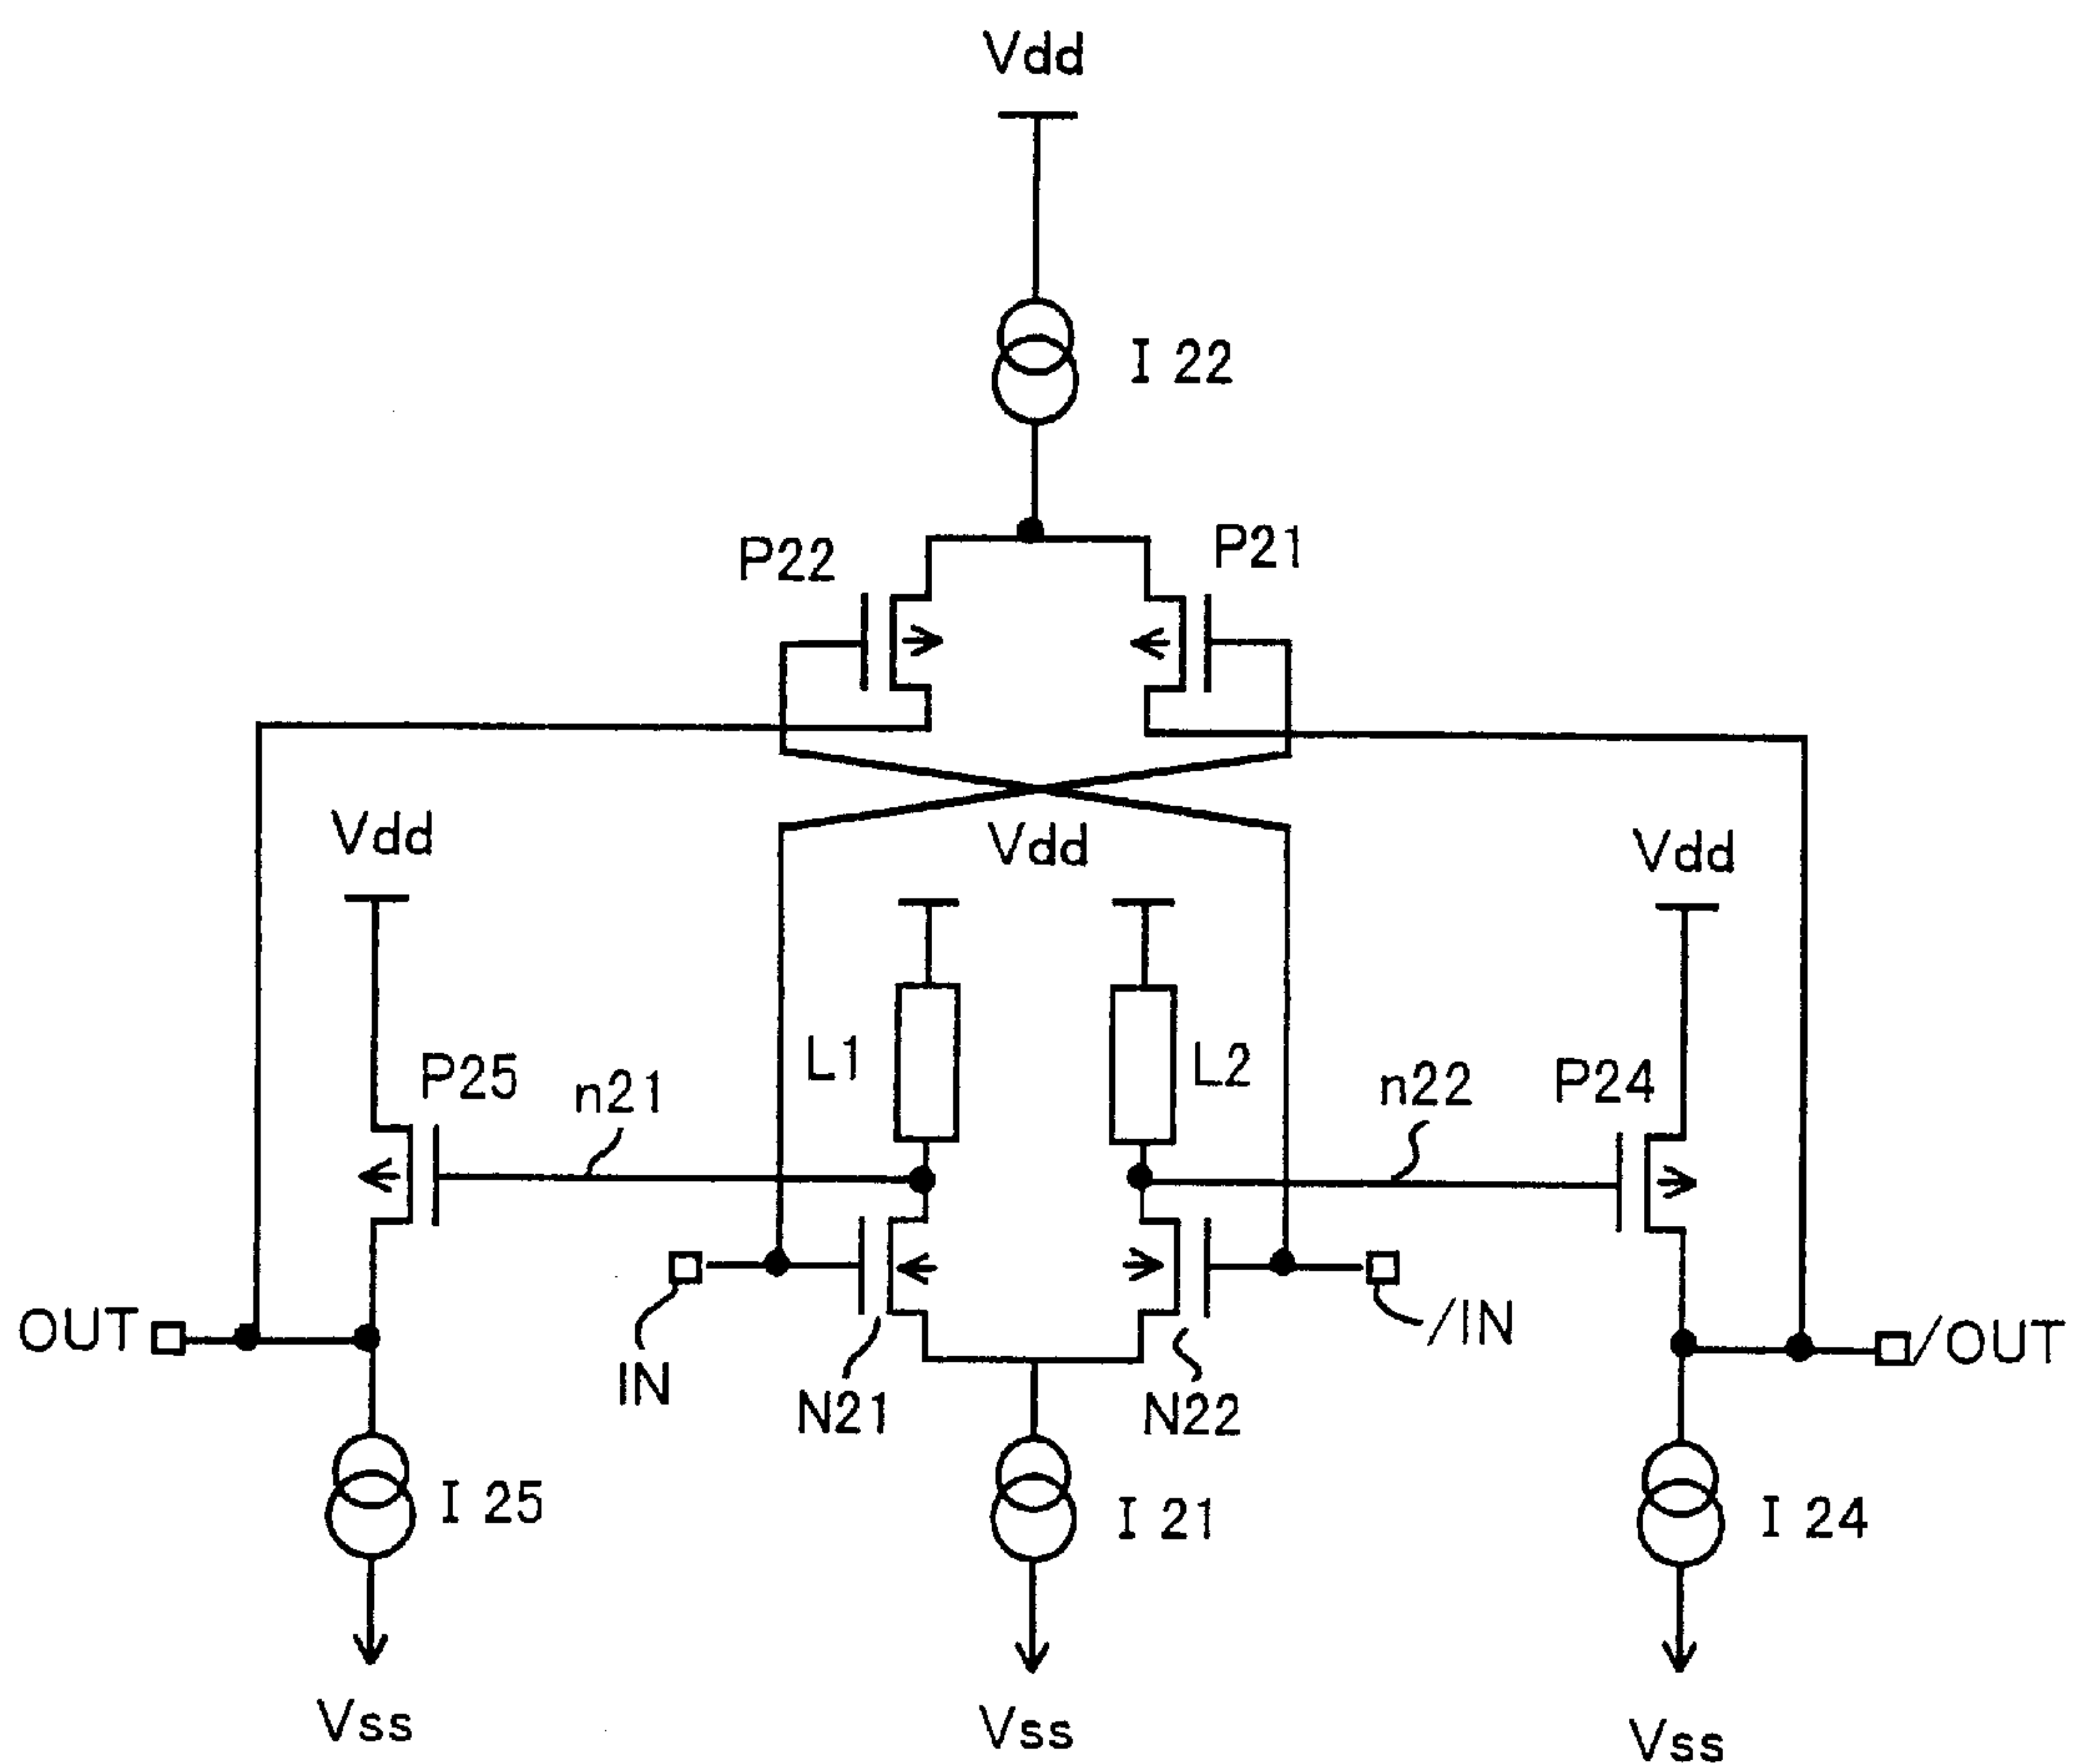 Vdd
I 22
P22
P21
Vdd
Vdd
Vdd
L1
L2
P25
n21
n22
P24
OUT
IN
N21
N22
/IN
/OUT
I 25
I 21
I 24
Vss
Vss
Vss